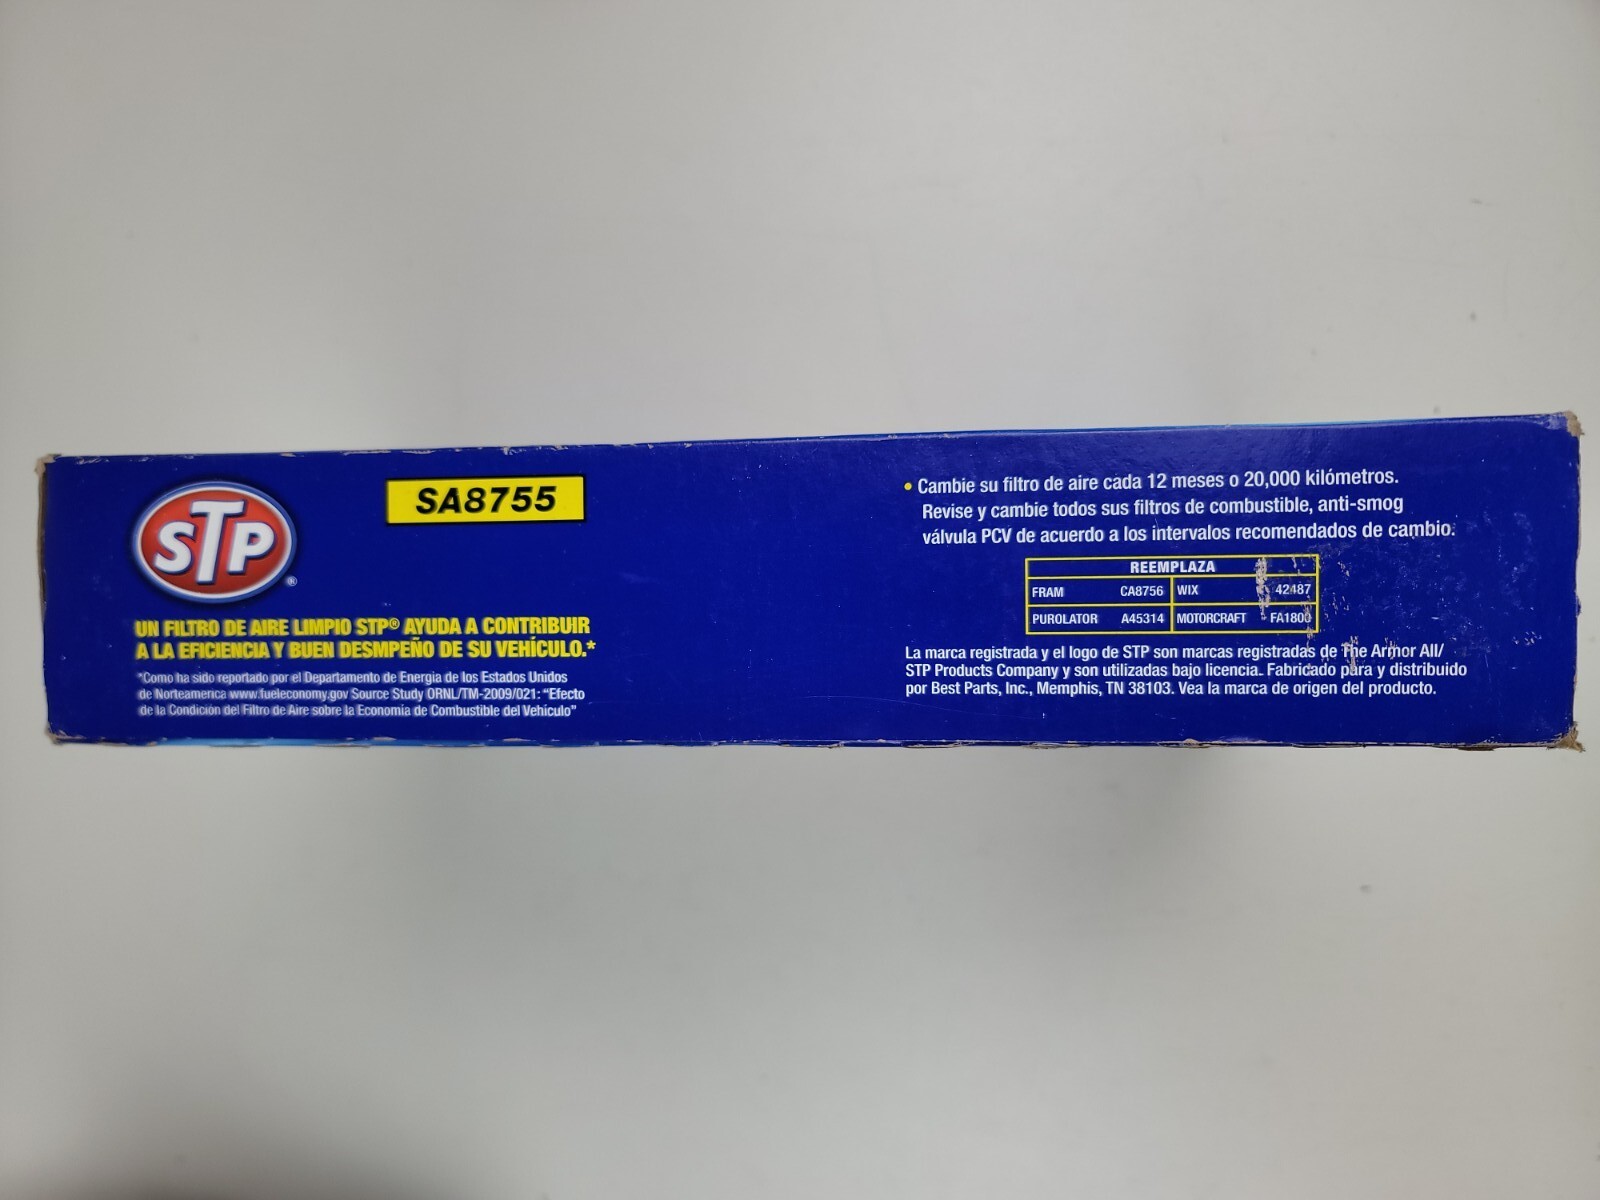 STP®
SA8755
UN FILTRO DE AIRE LIMPIO STP® AYUDA A CONTRIBUIR
A LA EFICIENCIA Y BUEN DESMPEÑO DE SU VEHÍCULO.*
*Como ha sido reportado por el Departamento de Energia de los Estados Unidos
de Norteamerica www.fueleconomy.gov Source Study ORNL/TM-2009/021: "Efecto
de la Condición del Filtro de Aire sobre la Economia de Combustible del Vehículo"
• Cambie su filtro de aire cada 12 meses o 20,000 kilómetros.
Revise y cambie todos sus filtros de combustible, anti-smog
válvula PCV de acuerdo a los intervalos recomendados de cambio.
REEMPLAZA
FRAM CA8756 WIX 42487
PUROLATOR A45314 MOTORCRAFT FA1800
La marca registrada y el logo de STP son marcas registradas de The Armor All/
STP Products Company y son utilizadas bajo licencia. Fabricado para y distribuido
por Best Parts, Inc., Memphis, TN 38103. Vea la marca de origen del producto.